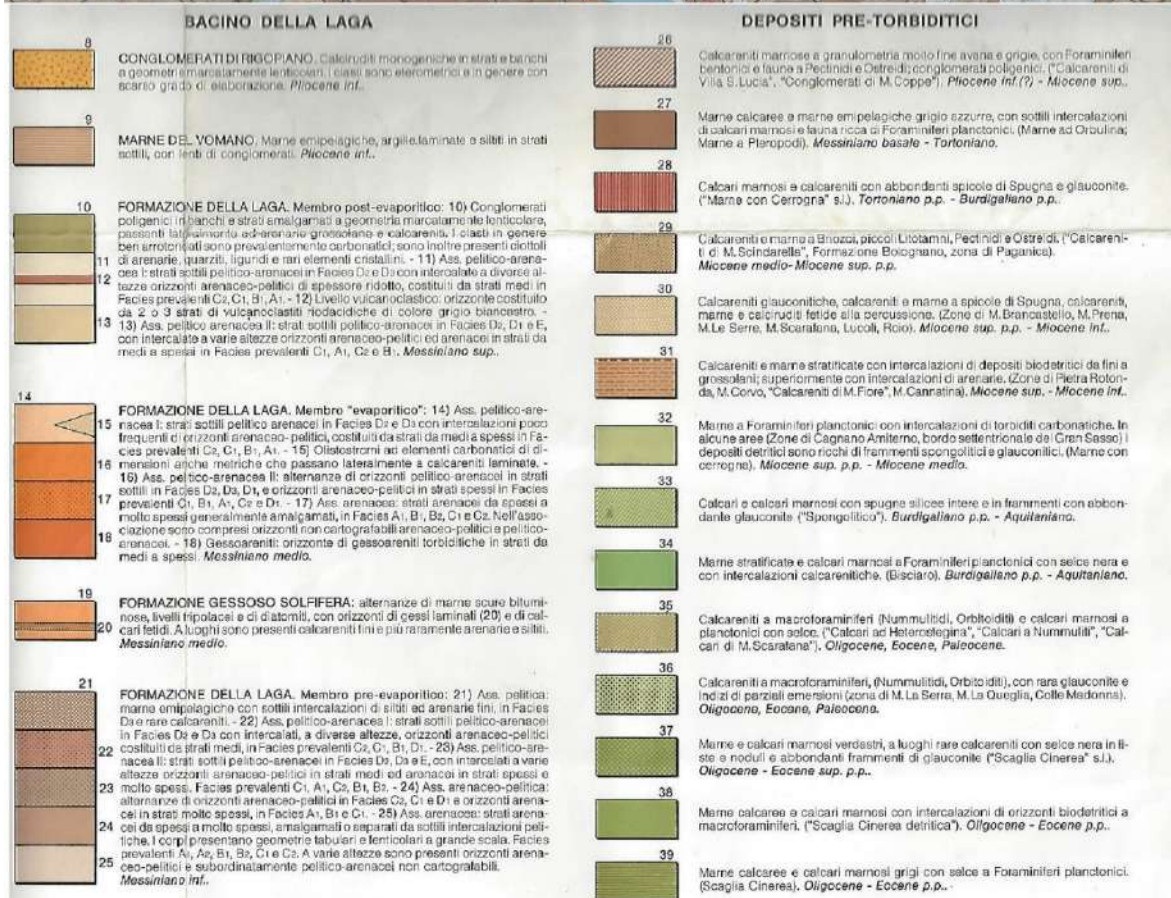 BACINO DELLA LAGA
8
CONGLOMERATI DI RIGOPIANO. Calciruditi monogeniche in strati e banchi
a geometria marcatamente lenticolare. I clasti sono eterometrici e in genere con
scarso grado di elaborazione. Pliocene inf..
9
MARNE DEL VOMANO. Marne emipelagiche, argille laminate e siltiti in strati
sottili, con lenti di conglomerati. Pliocene inf..
10
11
12
13
FORMAZIONE DELLA LAGA. Membro post-evaporitico: 10) Conglomerati
poligenici in banchi e strati amalgamati a geometria marcatamente lenticolare,
passanti lateralmente ad arenarie grossolane e calcareniti. I clasti in genere
ben arrotondati sono prevalentemente carbonatici; sono inoltre presenti ciottoli
di arenarie, quarziti, liguridi e rari elementi cristallini. - 11) Ass. pelitico-arena-
cea I: strati sottili pelitico-arenacei in Facies D2 e D3 con intercalate a diverse al-
tezze orizzonti arenaceo-pelitici di spessore ridotto, costituiti da strati medi in
Facies prevalenti C2, C1, B1, A1. - 12) Livello vulcanoclastico: orizzonte costituito
da 2 o 3 strati di vulcanoclastiti riodacidiche di colore grigio biancastro. -
13) Ass. pelitico arenacea II: strati sottili pelitico-arenacei in Facies D2, D1 e E,
con intercalate a varie altezze orizzonti arenaceo-pelitici ed arenacei in strati da
medi a spessi in Facies prevalenti C1, A1, C2 e B1. Messiniano sup..
14
15
16
17
18
FORMAZIONE DELLA LAGA. Membro "evaporitico": 14) Ass. pelitico-are-
nacea I: strati sottili pelitico arenacei in Facies D2 e D3 con intercalazioni poco
frequenti di orizzonti arenaceo-pelitici, costituiti da strati da medi a spessi in Fa-
cies prevalenti C2, C1, B1, A1. - 15) Olistostromi ad elementi carbonatici di di-
mensioni anche metriche che passano lateralmente a calcareniti laminate. -
16) Ass. pelitico-arenacea II: alternanze di orizzonti pelitico-arenacei in strati
sottili in Facies D2, D3, D1, e orizzonti arenaceo-pelitici in strati spessi in Facies
prevalenti C1, B1, A1, C2 e D1. - 17) Ass. arenacea: strati arenacei da spessi a
molto spessi generalmente amalgamati, in Facies A1, B1, B2, C1 e C2. Nell'asso-
ciazione sono compresi orizzonti non cartografabili arenaceo-pelitici e pelitico-
arenacei. - 18) Gessoareniti: orizzonte di gessoareniti torbiditiche in strati da
medi a spessi. Messiniano medio.
19
20
FORMAZIONE GESSOSO SOLFIFERA: alternanze di marne scure bitumi-
nose, livelli tripolacei e di diatomiti, con orizzonti di gessi laminati (20) e di cal-
cari fetidi. A luoghi sono presenti calcareniti fini e più raramente arenarie e siltiti.
Messiniano medio.
21
22
23
24
25
FORMAZIONE DELLA LAGA. Membro pre-evaporitico: 21) Ass. pelitica:
marne emipelagiche con sottili intercalazioni di siltiti ed arenarie fini, in Facies
D3 e rare calcareniti. - 22) Ass. pelitico-arenacea I: strati sottili pelitico-arenacei
in Facies D2 e D3 con intercalati, a diverse altezze, orizzonti arenaceo-pelitici
costituiti da strati medi, in Facies prevalenti C2, C1, B1, D1. - 23) Ass. pelitico-are-
nacea II: strati sottili pelitico-arenacei in Facies D2, D3 e E, con intercalati a varie
altezze orizzonti arenaceo-pelitici in strati medi ed arenacei in strati spessi e
molto spessi. Facies prevalenti C1, A1, C2, B1, B2. - 24) Ass. arenaceo-pelitica:
alternanze di orizzonti arenaceo-pelitici in Facies C2, C1 e D1 e orizzonti arena-
cei in strati molto spessi, in Facies A1, B1 e C1. - 25) Ass. arenacea: strati arena-
cei da spessi a molto spessi, amalgamati o separati da sottili intercalazioni peli-
tiche. I corpi presentano geometrie tabulari e lenticolari a grande scala. Facies
prevalenti A1, A2, B1, B2, C1 e C2. A varie altezze sono presenti orizzonti arena-
ceo-pelitici e subordinatamente pelitico-arenacei non cartografabili.
Messiniano inf..
DEPOSITI PRE-TORBIDITICI
26
Calcareniti marnose a granulometria molto fine avana e grigie, con Foraminiferi
bentonici e faune a Pectinidi e Ostreidi; conglomerati poligenici. ("Calcareniti di
Villa S.Lucia", "Conglomerati di M.Coppe"). Pliocene inf.(?) - Miocene sup..
27
Marne calcaree e marne emipelagiche grigio azzurre, con sottili intercalazioni
di calcari marnosi e fauna ricca di Foraminiferi planctonici. (Marne ad Orbulina;
Marne a Pteropodi). Messiniano basale - Tortoniano.
28
Calcari marnosi e calcareniti con abbondanti spicole di Spugna e glauconite.
("Marne con Cerrogna" s.l.). Tortoniano p.p. - Burdigaliano p.p..
29
Calcareniti e marne a Briozoi, piccoli Litotamni, Pectinidi e Ostreidi. ("Calcareni-
ti di M.Scindarella", Formazione Bolognano, zona di Paganica).
Miocene medio- Miocene sup. p.p.
30
Calcareniti glauconitiche, calcareniti e marne a spicole di Spugna, calcareniti,
marne e calciruditi fetide alla percussione. (Zone di M.Brancastello, M.Prena,
M.Le Serre, M.Scarafana, Lucoli, Roio). Miocene sup. p.p. - Miocene inf..
31
Calcareniti e marne stratificate con intercalazioni di depositi biodetritici da fini a
grossolani; superiormente con intercalazioni di arenarie. (Zone di Pietra Roton-
da, M.Corvo, "Calcareniti di M.Fiore", M.Cannatina). Miocene sup. - Miocene inf..
32
Marne a Foraminiferi planctonici con intercalazioni di torbiditi carbonatiche. In
alcune aree (Zone di Cagnano Amiterno, bordo settentrionale del Gran Sasso) i
depositi detritici sono ricchi di frammenti spongolitici e glauconitici. (Marne con
cerrogna). Miocene sup. p.p. - Miocene medio.
33
Calcari e calcari marnosi con spugne silicee intere e in frammenti con abbon-
dante glauconite ("Spongolitico"). Burdigaliano p.p. - Aquitaniano.
34
Marne stratificate e calcari marnosi a Foraminiferi planctonici con selce nera e
con intercalazioni calcarenitiche. (Bisciaro). Burdigaliano p.p. - Aquitaniano.
35
Calcareniti a macroforaminiferi (Nummulitidi, Orbitoiditi) e calcari marnosi a
planctonici con selce. ("Calcari ad Heterostegina", "Calcari a Nummuliti", "Cal-
cari di M.Scarafana"). Oligocene, Eocene, Paleocene.
36
Calcareniti a macroforaminiferi, (Nummulitidi, Orbitoiditi), con rara glauconite e
indizi di parziali emersioni (zona di M.La Serra, M.La Queglia, Colle Madonna).
Oligocene, Eocene, Paleocene.
37
Marne e calcari marnosi verdastri, a luoghi rare calcareniti con selce nera in li-
ste e noduli e abbondanti frammenti di glauconite ("Scaglia Cinerea" s.l.).
Oligocene - Eocene sup. p.p..
38
Marne calcaree e calcari marnosi con intercalazioni di orizzonti biodetritici a
macroforaminiferi. ("Scaglia Cinerea detritica"). Oligocene - Eocene p.p..
39
Marne calcaree e calcari marnosi grigi con selce a Foraminiferi planctonici.
(Scaglia Cinerea). Oligocene - Eocene p.p..